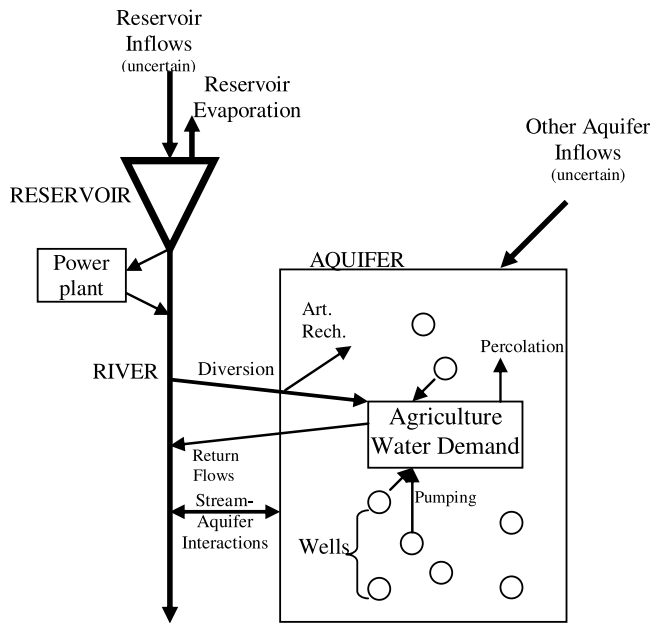 Reservoir
Inflows
(uncertain)
Reservoir
Evaporation
Other Aquifer
Inflows
(uncertain)
RESERVOIR
Power
plant
AQUIFER
Art.
Rech.
Percolation
RIVER
Diversion
Agriculture
Water Demand
Return
Flows
Pumping
Stream-
Aquifer
Interactions
Wells